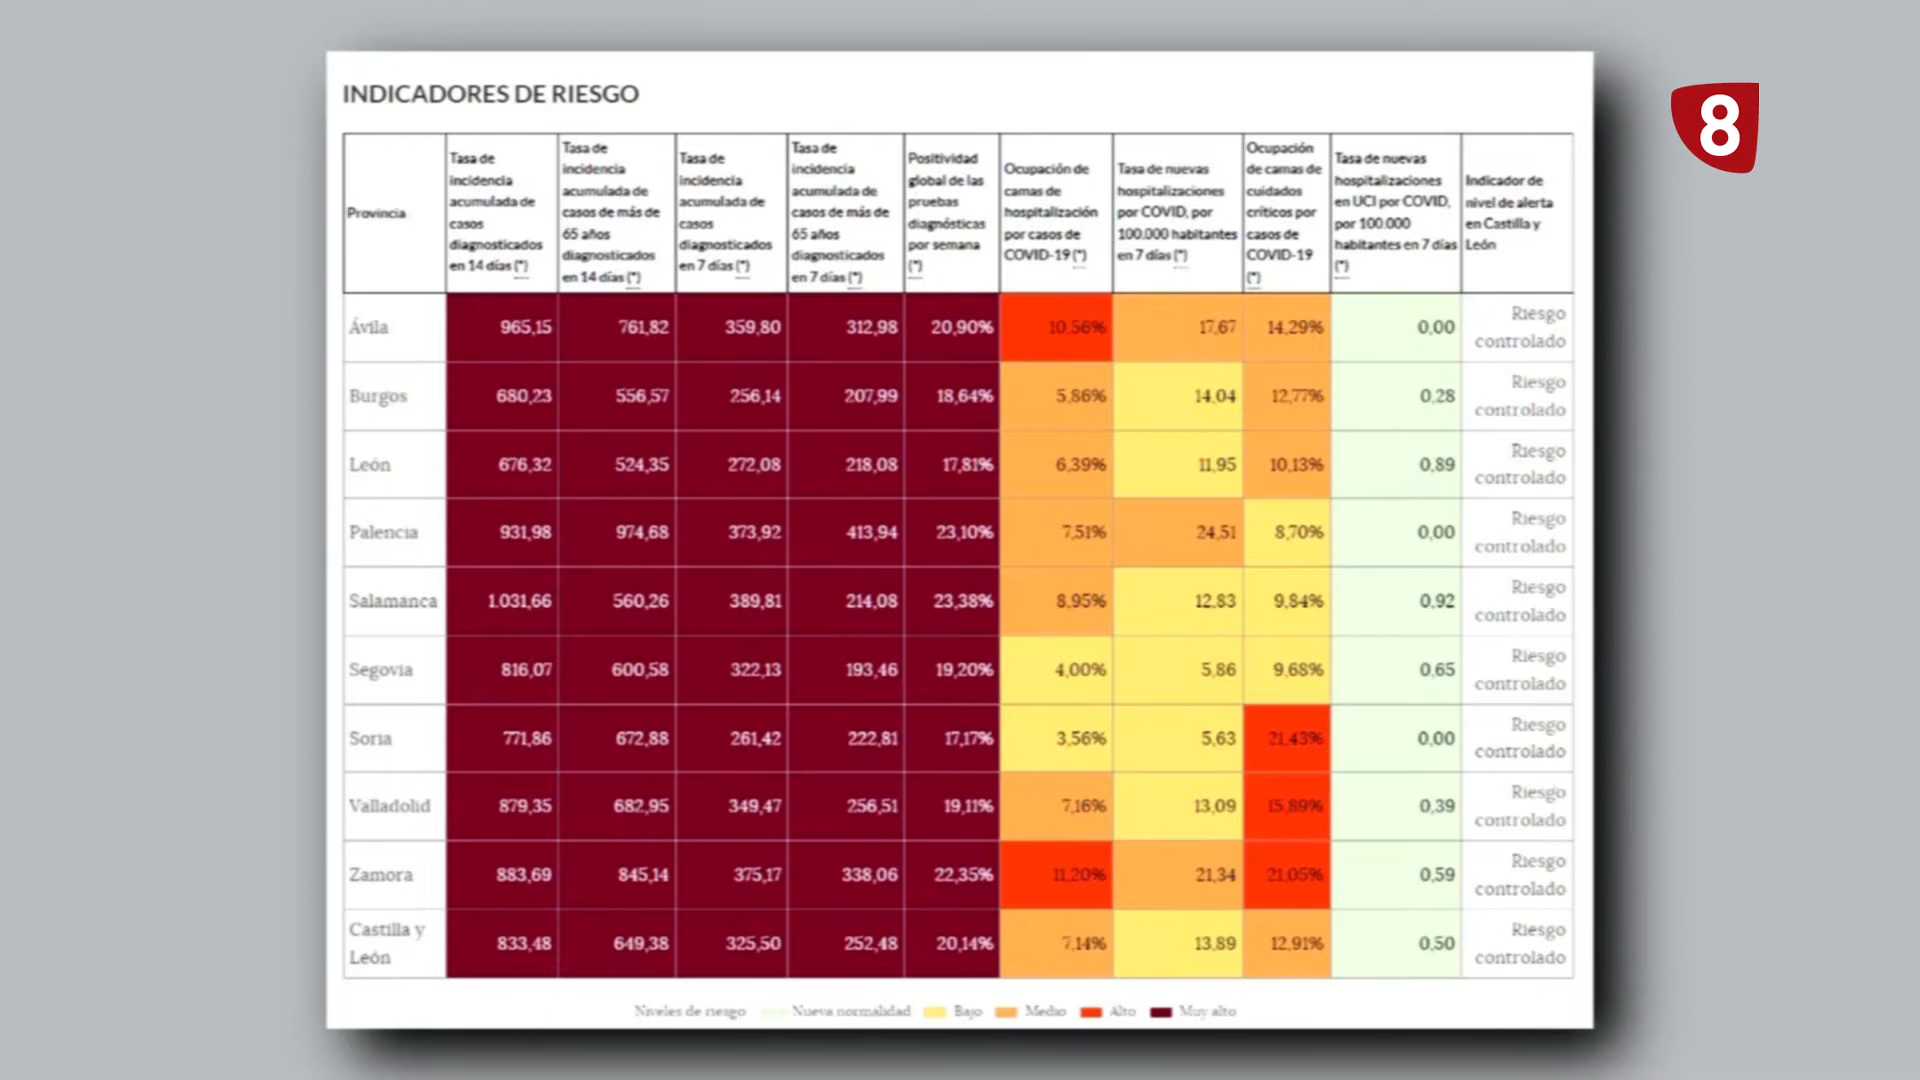 INDICADORES DE RIESGO
8
Provincia
Tasa de
incidencia
acumulada de
casos
diagnosticados
en 14 días (*)
Tasa de
incidencia
acumulada de
casos de más de
65 años
diagnosticados
en 14 días (*)
Tasa de
incidencia
acumulada de
casos
diagnosticados
en 7 días (*)
Tasa de
incidencia
acumulada de
casos de más de
65 años
diagnosticados
en 7 días (*)
Positividad
global de las
pruebas
diagnósticas
por semana
(*)
Ocupación de
camas de
hospitalización
por casos de
COVID-19 (*)
Tasa de nuevas
hospitalizaciones
por COVID, por
100.000 habitantes
en 7 días (*)
Ocupación
de camas de
cuidados
críticos por
casos de
COVID-19
(*)
Tasa de nuevas
hospitalizaciones
en UCI por COVID,
por 100.000
habitantes en 7 días
(*)
Indicador de
nivel de alerta
en Castilla y
León
Ávila 965,15 761,82 359,80 312,98 20,90% 10,56% 17,67 14,29% 0,00 Riesgo
controlado
Burgos 680,23 556,57 256,14 207,99 18,64% 5,86% 14,04 12,77% 0,28 Riesgo
controlado
León 676,32 524,35 272,08 218,08 17,81% 6,39% 11,95 10,13% 0,89 Riesgo
controlado
Palencia 931,98 974,68 373,92 413,94 23,10% 7,51% 24,51 8,70% 0,00 Riesgo
controlado
Salamanca 1.031,66 560,26 389,81 214,08 23,38% 8,95% 12,83 9,84% 0,92 Riesgo
controlado
Segovia 816,07 600,58 322,13 193,46 19,20% 4,00% 5,86 9,68% 0,65 Riesgo
controlado
Soria 771,86 672,88 261,42 222,81 17,17% 3,56% 5,63 21,43% 0,00 Riesgo
controlado
Valladolid 879,35 682,95 349,47 256,51 19,11% 7,16% 13,09 15,89% 0,39 Riesgo
controlado
Zamora 883,69 845,14 375,17 338,06 22,35% 11,20% 21,34 21,05% 0,59 Riesgo
controlado
Castilla y
León 833,48 649,38 325,50 252,48 20,14% 7,14% 13,89 12,91% 0,50 Riesgo
controlado
Niveles de riesgo Nueva normalidad Bajo Medio Alto Muy alto